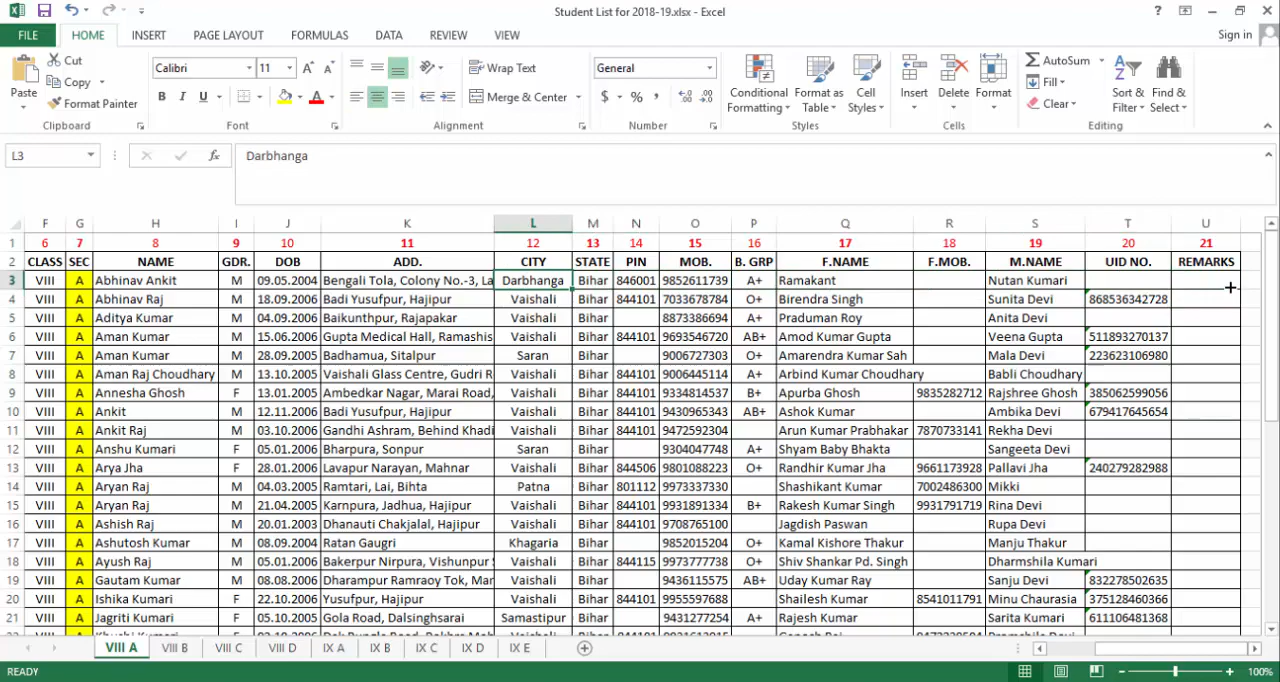 Student List for 2018-19.xlsx - Excel
FILE HOME INSERT PAGE LAYOUT FORMULAS DATA REVIEW VIEW Sign in
Paste Cut Copy Format Painter Clipboard
Calibri 11 B I U Font
Wrap Text Merge & Center Alignment
General $ % Number
Conditional Formatting Format as Table Cell Styles Styles
Insert Delete Format Cells
AutoSum Fill Clear Sort & Filter Find & Select Editing
L3 fx Darbhanga
F G H I J K L M N O P Q R S T U
1 6 7 8 9 10 11 12 13 14 15 16 17 18 19 20 21
2 CLASS SEC NAME GDR. DOB ADD. CITY STATE PIN MOB. B. GRP F.NAME F.MOB. M.NAME UID NO. REMARKS
3 VIII A Abhinav Ankit M 09.05.2004 Bengali Tola, Colony No.-3, La Darbhanga Bihar 846001 9852611739 A+ Ramakant Nutan Kumari
4 VIII A Abhinav Raj M 18.09.2006 Badi Yusufpur, Hajipur Vaishali Bihar 844101 7033678784 O+ Birendra Singh Sunita Devi 868536342728
5 VIII A Aditya Kumar M 04.09.2006 Baikunthpur, Rajapakar Vaishali Bihar 8873386694 A+ Praduman Roy Anita Devi
6 VIII A Aman Kumar M 15.06.2006 Gupta Medical Hall, Ramashis Vaishali Bihar 844101 9693546720 AB+ Amod Kumar Gupta Veena Gupta 511893270137
7 VIII A Aman Kumar M 28.09.2005 Badhamua, Sitalpur Saran Bihar 9006727303 O+ Amarendra Kumar Sah Mala Devi 223623106980
8 VIII A Aman Raj Choudhary M 13.10.2005 Vaishali Glass Centre, Gudri R Vaishali Bihar 844101 9006445114 A+ Arbind Kumar Choudhary Babli Choudhary
9 VIII A Annesha Ghosh F 13.01.2005 Ambedkar Nagar, Marai Road, Vaishali Bihar 844101 9334814537 B+ Apurba Ghosh 9835282712 Rajshree Ghosh 385062599056
10 VIII A Ankit M 12.11.2006 Badi Yusufpur, Hajipur Vaishali Bihar 844101 9430965343 AB+ Ashok Kumar Ambika Devi 679417645654
11 VIII A Ankit Raj M 03.10.2006 Gandhi Ashram, Behind Khadi Vaishali Bihar 844101 9472592304 Arun Kumar Prabhakar 7870733141 Rekha Devi
12 VIII A Anshu Kumari F 01.05.2006 Bharpura, Sonpur Saran Bihar 9304047748 A+ Shyam Baby Bhakta Sangeeta Devi
13 VIII A Arya Jha F 28.01.2006 Lavapur Narayan, Mahnar Vaishali Bihar 844506 9801088223 O+ Randhir Kumar Jha 9661173928 Pallavi Jha 240279282988
14 VIII A Aryan Raj M 04.03.2005 Ramtari, Lai, Bihta Patna Bihar 801112 9973337330 Shashikant Kumar 7002486300 Mikki
15 VIII A Aryan Raj M 21.04.2005 Karnpura, Jadhua, Hajipur Vaishali Bihar 844101 9931891334 B+ Rakesh Kumar Singh 9931791719 Rina Devi
16 VIII A Ashish Raj M 20.01.2003 Dhanauti Chakjalal, Hajipur Vaishali Bihar 844101 9708765100 Jagdish Paswan Rupa Devi
17 VIII A Ashutosh Kumar M 08.09.2004 Ratan Gaugri Khagaria Bihar 9852015204 O+ Kamal Kishore Thakur Manju Thakur
18 VIII A Ayush Raj M 05.01.2006 Bakerpur Nirpura, Vishunpur S Vaishali Bihar 844115 9973777738 O+ Shiv Shankar Pd. Singh Dharmshila Kumari
19 VIII A Gautam Kumar M 08.08.2006 Dharampur Ramraoy Tok, Mar Vaishali Bihar 9436115575 AB+ Uday Kumar Ray Sanju Devi 832278502635
20 VIII A Ishika Kumari F 22.10.2006 Yusufpur, Hajipur Vaishali Bihar 844101 9955697688 Shailesh Kumar 8541011791 Minu Chaurasia 375128460366
21 VIII A Jagriti Kumari F 05.10.2005 Gola Road, Dalsinghsarai Samastipur Bihar 9431277254 A+ Rajesh Kumar Sarita Kumari 611106481368
VIII A VIII B VIII C VIII D IX A IX B IX C IX D IX E
READY 100%